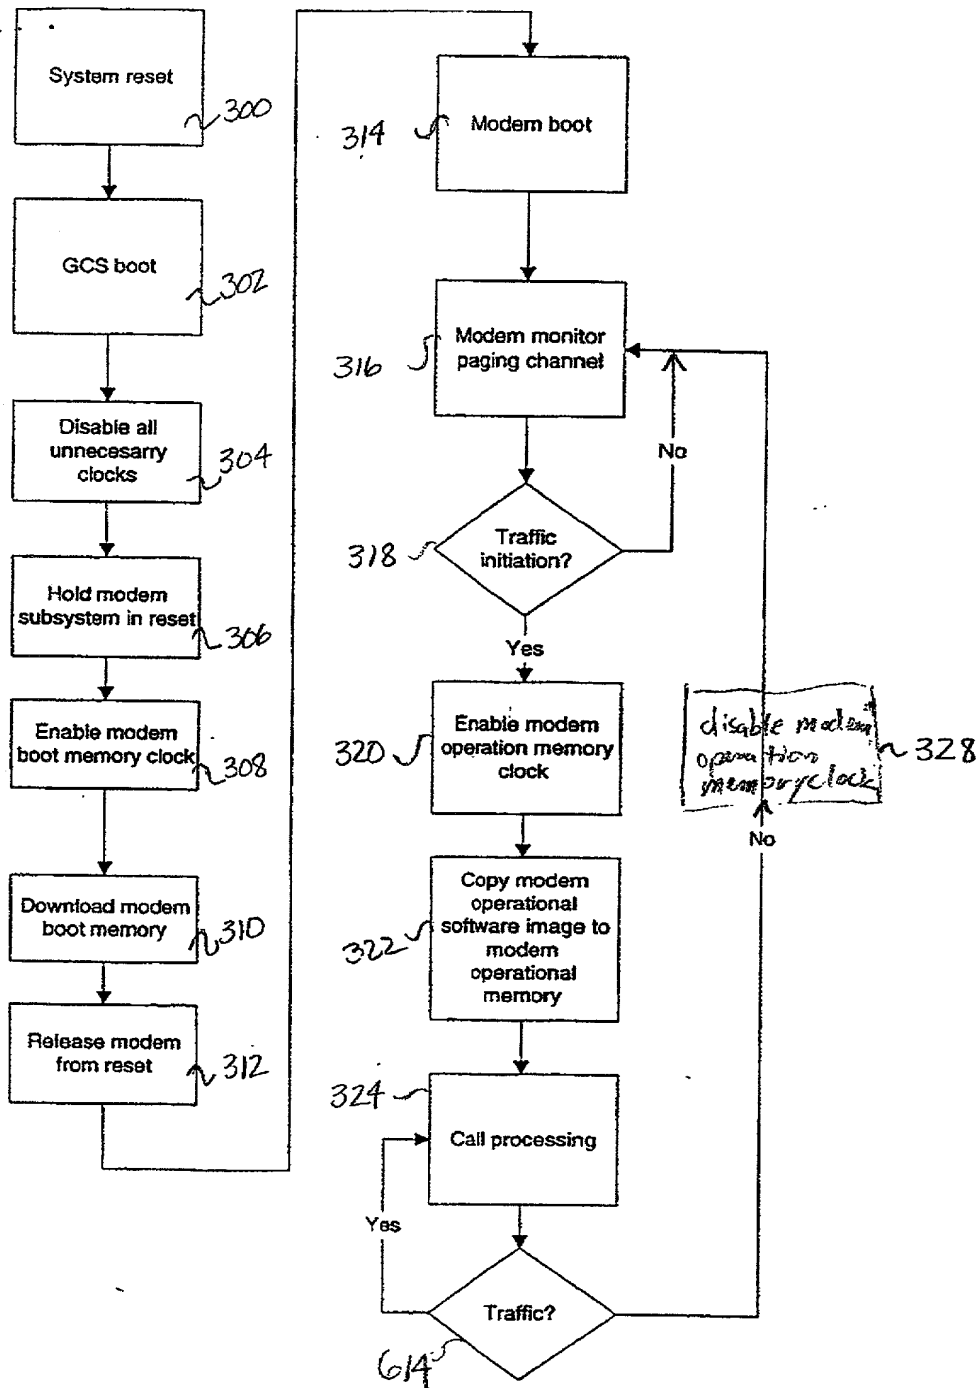 System reset
300
GCS boot
302
Disable all
unnecesarry
clocks
304
Hold modem
subsystem in reset
306
Enable modem
boot memory clock
308
Download modem
boot memory
310
Release modem
from reset
312
Modem boot
314
Modem monitor
paging channel
316
No
Traffic
initiation?
318
Yes
Enable modem
operation memory
clock
320
disable modem
operation
memory clock
328
No
Copy modem
operational
software image to
modem
operational
memory
322
324
Call processing
Yes
Traffic?
614